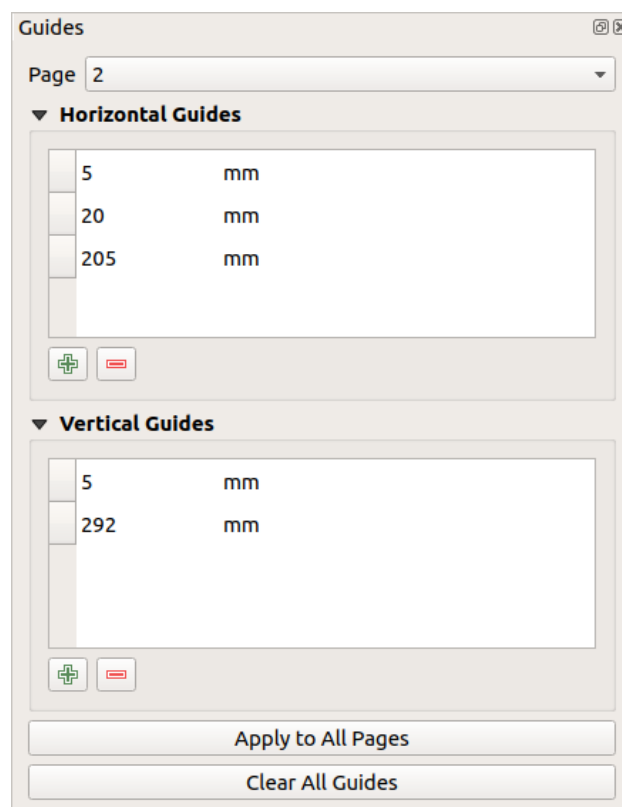 Guides
Page 2
Horizontal Guides
5 mm
20 mm
205 mm
Vertical Guides
5 mm
292 mm
Apply to All Pages
Clear All Guides